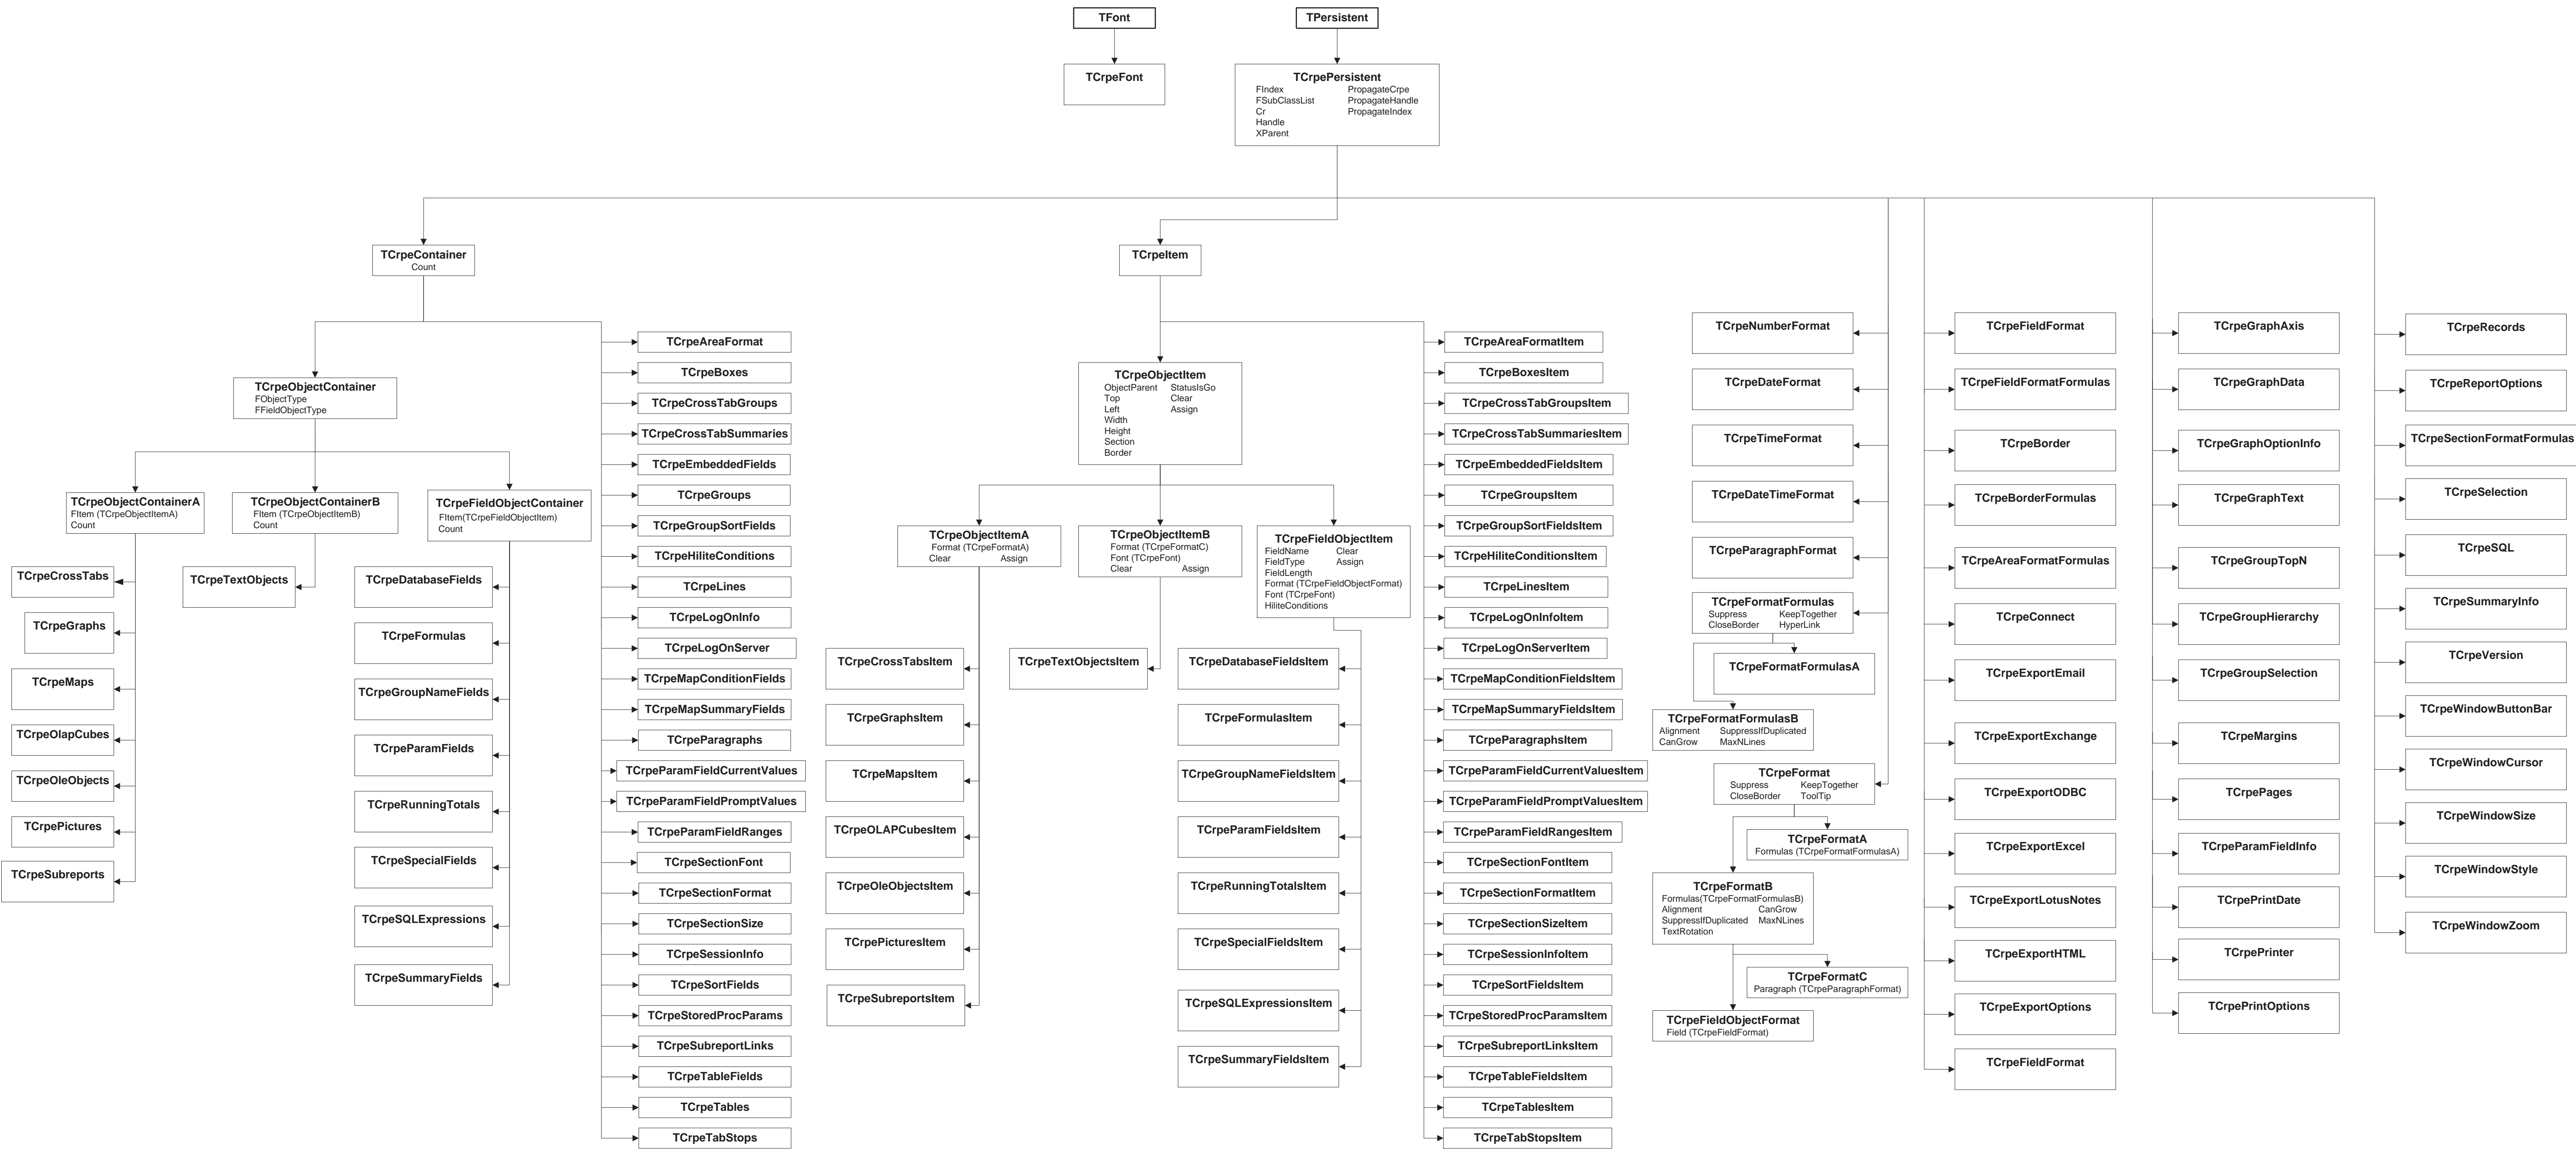 TFont
TPersistent
TCrpeFont
TCrpePersistent
FIndex PropagateCrpe
FSubClassList PropagateHandle
Cr PropagateIndex
Handle
XParent
TCrpeContainer
Count
TCrpeItem
TCrpeObjectContainer
FObjectType
FFieldObjectType
TCrpeObjectContainerA
FItem (TCrpeObjectItemA)
Count
TCrpeObjectContainerB
FItem (TCrpeObjectItemB)
Count
TCrpeFieldObjectContainer
FItem(TCrpeFieldObjectItem)
Count
TCrpeCrossTabs
TCrpeGraphs
TCrpeMaps
TCrpeOlapCubes
TCrpeOleObjects
TCrpePictures
TCrpeSubreports
TCrpeTextObjects
TCrpeDatabaseFields
TCrpeFormulas
TCrpeGroupNameFields
TCrpeParamFields
TCrpeRunningTotals
TCrpeSpecialFields
TCrpeSQLExpressions
TCrpeSummaryFields
TCrpeAreaFormat
TCrpeBoxes
TCrpeCrossTabGroups
TCrpeCrossTabSummaries
TCrpeEmbeddedFields
TCrpeGroups
TCrpeGroupSortFields
TCrpeHiliteConditions
TCrpeLines
TCrpeLogOnInfo
TCrpeLogOnServer
TCrpeMapConditionFields
TCrpeMapSummaryFields
TCrpeParagraphs
TCrpeParamFieldCurrentValues
TCrpeParamFieldPromptValues
TCrpeParamFieldRanges
TCrpeSectionFont
TCrpeSectionFormat
TCrpeSectionSize
TCrpeSessionInfo
TCrpeSortFields
TCrpeStoredProcParams
TCrpeSubreportLinks
TCrpeTableFields
TCrpeTables
TCrpeTabStops
TCrpeObjectItem
ObjectParent StatusIsGo
Top Clear
Left Assign
Width
Height
Section
Border
TCrpeObjectItemA
Format (TCrpeFormatA)
Clear Assign
TCrpeObjectItemB
Format (TCrpeFormatC)
Font (TCrpeFont)
Clear Assign
TCrpeFieldObjectItem
FieldName Clear
FieldType Assign
FieldLength
Format (TCrpeFieldObjectFormat)
Font (TCrpeFont)
HiliteConditions
TCrpeCrossTabsItem
TCrpeGraphsItem
TCrpeMapsItem
TCrpeOLAPCubesItem
TCrpeOleObjectsItem
TCrpePicturesItem
TCrpeSubreportsItem
TCrpeTextObjectsItem
TCrpeDatabaseFieldsItem
TCrpeFormulasItem
TCrpeGroupNameFieldsItem
TCrpeParamFieldsItem
TCrpeRunningTotalsItem
TCrpeSpecialFieldsItem
TCrpeSQLExpressionsItem
TCrpeSummaryFieldsItem
TCrpeAreaFormatItem
TCrpeBoxesItem
TCrpeCrossTabGroupsItem
TCrpeCrossTabSummariesItem
TCrpeEmbeddedFieldsItem
TCrpeGroupsItem
TCrpeGroupSortFieldsItem
TCrpeHiliteConditionsItem
TCrpeLinesItem
TCrpeLogOnInfoItem
TCrpeLogOnServerItem
TCrpeMapConditionFieldsItem
TCrpeMapSummaryFieldsItem
TCrpeParagraphsItem
TCrpeParamFieldCurrentValuesItem
TCrpeParamFieldPromptValuesItem
TCrpeParamFieldRangesItem
TCrpeSectionFontItem
TCrpeSectionFormatItem
TCrpeSectionSizeItem
TCrpeSessionInfoItem
TCrpeSortFieldsItem
TCrpeStoredProcParamsItem
TCrpeSubreportLinksItem
TCrpeTableFieldsItem
TCrpeTablesItem
TCrpeTabStopsItem
TCrpeNumberFormat
TCrpeDateFormat
TCrpeTimeFormat
TCrpeDateTimeFormat
TCrpeParagraphFormat
TCrpeFormatFormulas
Suppress KeepTogether
CloseBorder HyperLink
TCrpeFormatFormulasA
TCrpeFormatFormulasB
Alignment SuppressIfDuplicated
CanGrow MaxNLines
TCrpeFormat
Suppress KeepTogether
CloseBorder ToolTip
TCrpeFormatA
Formulas (TCrpeFormatFormulasA)
TCrpeFormatB
Formulas(TCrpeFormatFormulasB)
Alignment CanGrow
SuppressIfDuplicated MaxNLines
TextRotation
TCrpeFormatC
Paragraph (TCrpeParagraphFormat)
TCrpeFieldObjectFormat
Field (TCrpeFieldFormat)
TCrpeFieldFormat
TCrpeFieldFormatFormulas
TCrpeBorder
TCrpeBorderFormulas
TCrpeAreaFormatFormulas
TCrpeConnect
TCrpeExportEmail
TCrpeExportExchange
TCrpeExportODBC
TCrpeExportExcel
TCrpeExportLotusNotes
TCrpeExportHTML
TCrpeExportOptions
TCrpeFieldFormat
TCrpeGraphAxis
TCrpeGraphData
TCrpeGraphOptionInfo
TCrpeGraphText
TCrpeGroupTopN
TCrpeGroupHierarchy
TCrpeGroupSelection
TCrpeMargins
TCrpePages
TCrpeParamFieldInfo
TCrpePrintDate
TCrpePrinter
TCrpePrintOptions
TCrpeRecords
TCrpeReportOptions
TCrpeSectionFormatFormulas
TCrpeSelection
TCrpeSQL
TCrpeSummaryInfo
TCrpeVersion
TCrpeWindowButtonBar
TCrpeWindowCursor
TCrpeWindowSize
TCrpeWindowStyle
TCrpeWindowZoom